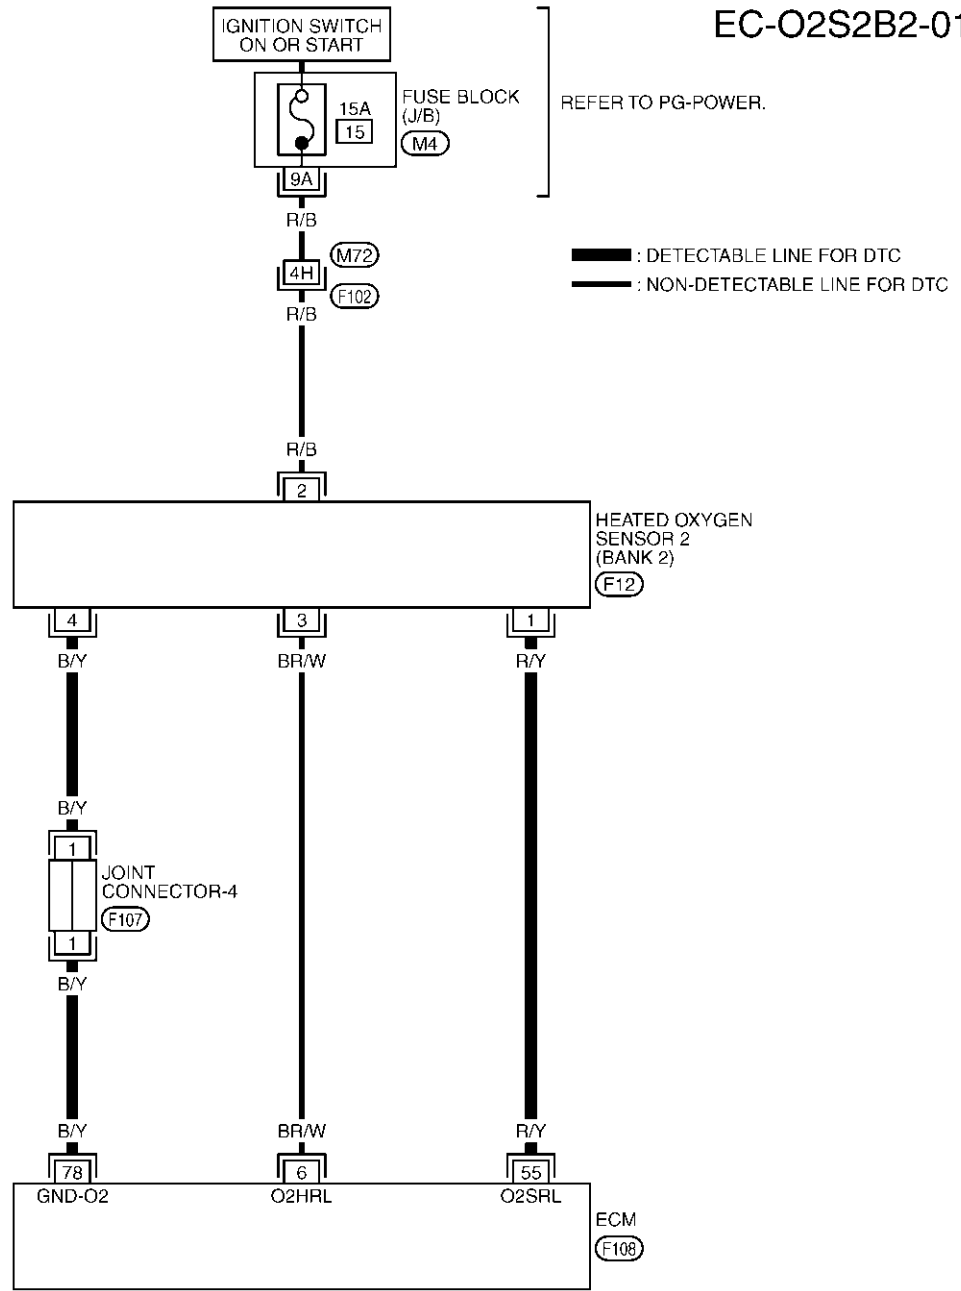 EC-O2S2B2-01
IGNITION SWITCH
ON OR START
FUSE BLOCK
(J/B)
M4
15A
15
REFER TO PG-POWER.
9A
R/B
M72
4H
F102
R/B
: DETECTABLE LINE FOR DTC
: NON-DETECTABLE LINE FOR DTC
R/B
2
HEATED OXYGEN
SENSOR 2
(BANK 2)
F12
4 3 1
B/Y BR/W R/Y
B/Y
1
JOINT
CONNECTOR-4
F107
1
B/Y
B/Y BR/W R/Y
78 6 55
GND-O2 O2HRL O2SRL
ECM
F108